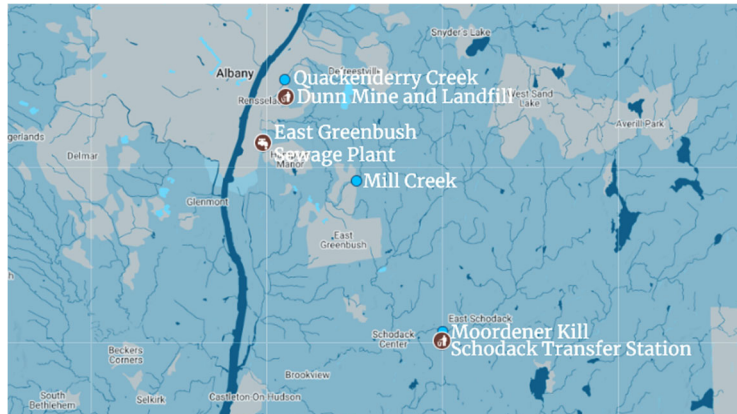 Snyder's Lake
Albany
Quackenderry Creek
Defreestville
Dunn Mine and Landfill
West Sand
Lake
Averill Park
East Greenbush
Sewage Plant
Manor
Delmar
Mill Creek
Glenmont
East
Greenbush
East Schodack
Moordener Kill
Schodack
Center
Schodack Transfer Station
Beckers
Corners
Brookview
South
Bethlehem
Selkirk
Castleton On Hudson